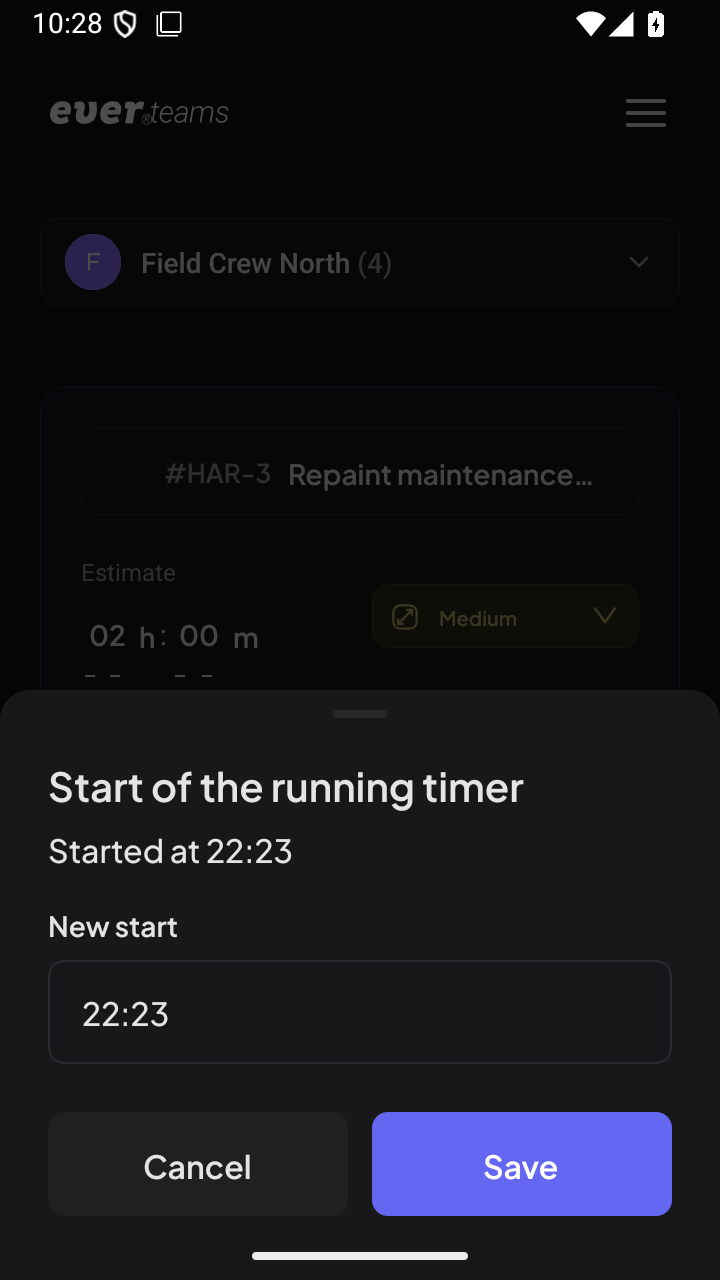 10:28
ever®teams
F Field Crew North (4)
#HAR-3 Repaint maintenance...
Estimate
02 h : 00 m
Medium
Start of the running timer
Started at 22:23
New start
22:23
Cancel Save